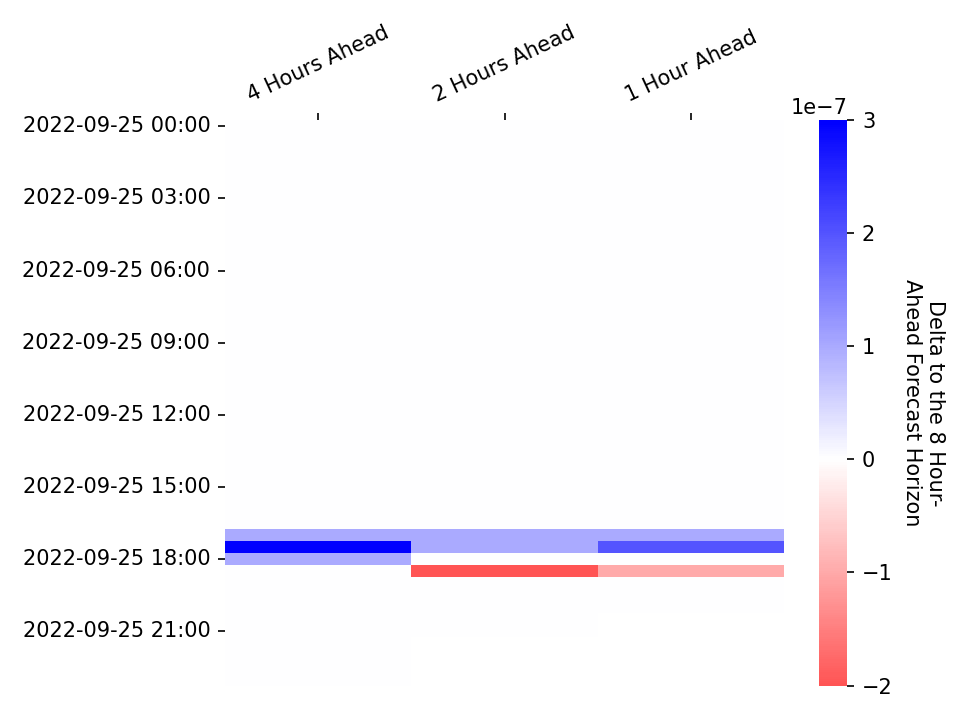 4 Hours Ahead
2 Hours Ahead
1 Hour Ahead
1e−7
2022-09-25 00:00
2022-09-25 03:00
2022-09-25 06:00
2022-09-25 09:00
2022-09-25 12:00
2022-09-25 15:00
2022-09-25 18:00
2022-09-25 21:00
3
2
1
0
−1
−2
Delta to the 8 Hour-
Ahead Forecast Horizon